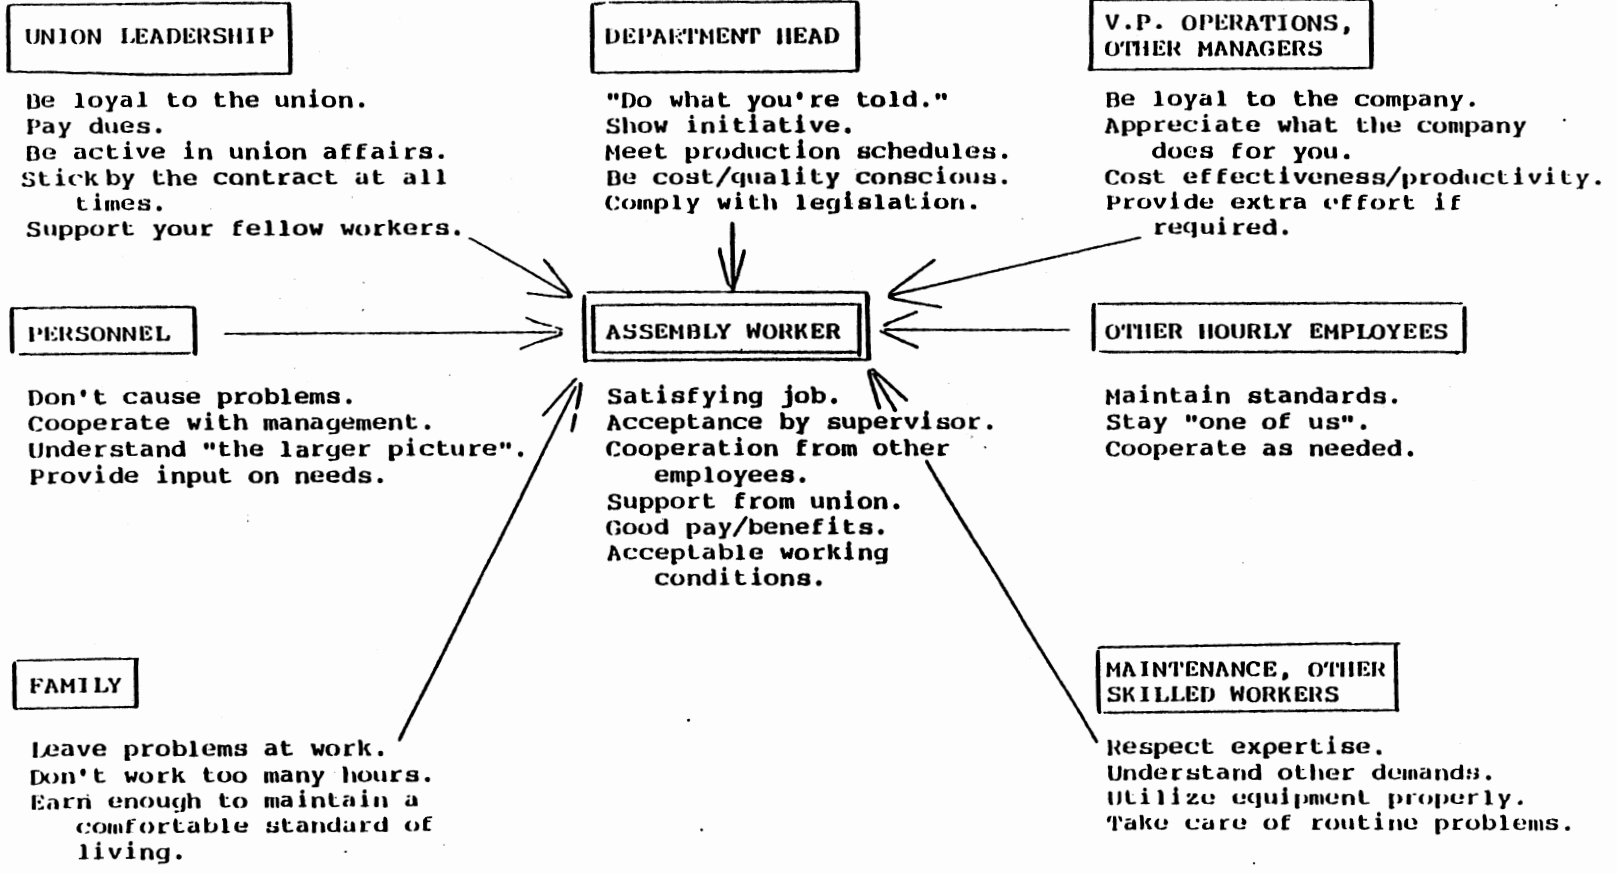 UNION LEADERSHIP
Be loyal to the union.
Pay dues.
Be active in union affairs.
Stick by the contract at all
times.
Support your fellow workers.
DEPARTMENT HEAD
"Do what you're told."
Show initiative.
Meet production schedules.
Be cost/quality conscious.
Comply with legislation.
V.P. OPERATIONS,
OTHER MANAGERS
Be loyal to the company.
Appreciate what the company
does for you.
Cost effectiveness/productivity.
Provide extra effort if
required.
PERSONNEL
Don't cause problems.
Cooperate with management.
Understand "the larger picture".
Provide input on needs.
ASSEMBLY WORKER
Satisfying job.
Acceptance by supervisor.
Cooperation from other
employees.
Support from union.
Good pay/benefits.
Acceptable working
conditions.
OTHER HOURLY EMPLOYEES
Maintain standards.
Stay "one of us".
Cooperate as needed.
FAMILY
Leave problems at work.
Don't work too many hours.
Earn enough to maintain a
comfortable standard of
living.
MAINTENANCE, OTHER
SKILLED WORKERS
Respect expertise.
Understand other demands.
Utilize equipment properly.
Take care of routine problems.